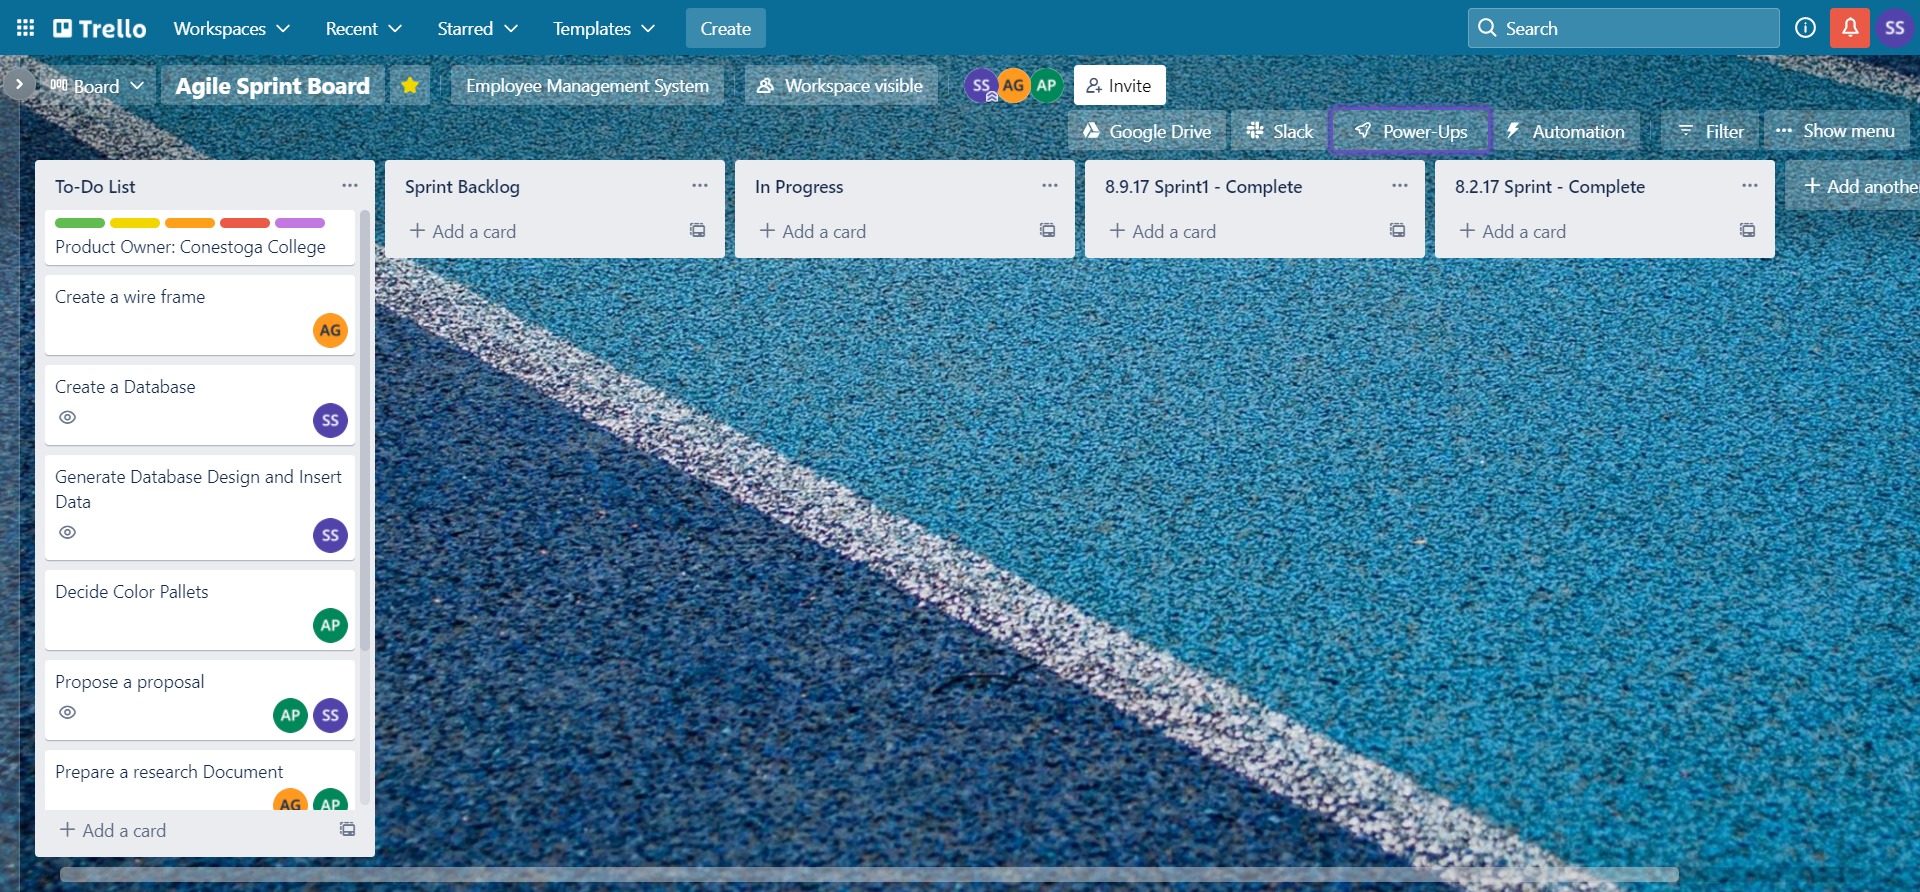 Trello
Workspaces
Recent
Starred
Templates
Create
Search
SS
Board
Agile Sprint Board
Employee Management System
Workspace visible
SS
AG
AP
Invite
Google Drive
Slack
Power-Ups
Automation
Filter
Show menu
To-Do List
Product Owner: Conestoga College
Create a wire frame
AG
Create a Database
SS
Generate Database Design and Insert
Data
SS
Decide Color Pallets
AP
Propose a proposal
AP SS
Prepare a research Document
AG AP
+ Add a card
Sprint Backlog
+ Add a card
In Progress
+ Add a card
8.9.17 Sprint1 - Complete
+ Add a card
8.2.17 Sprint - Complete
+ Add a card
+ Add another